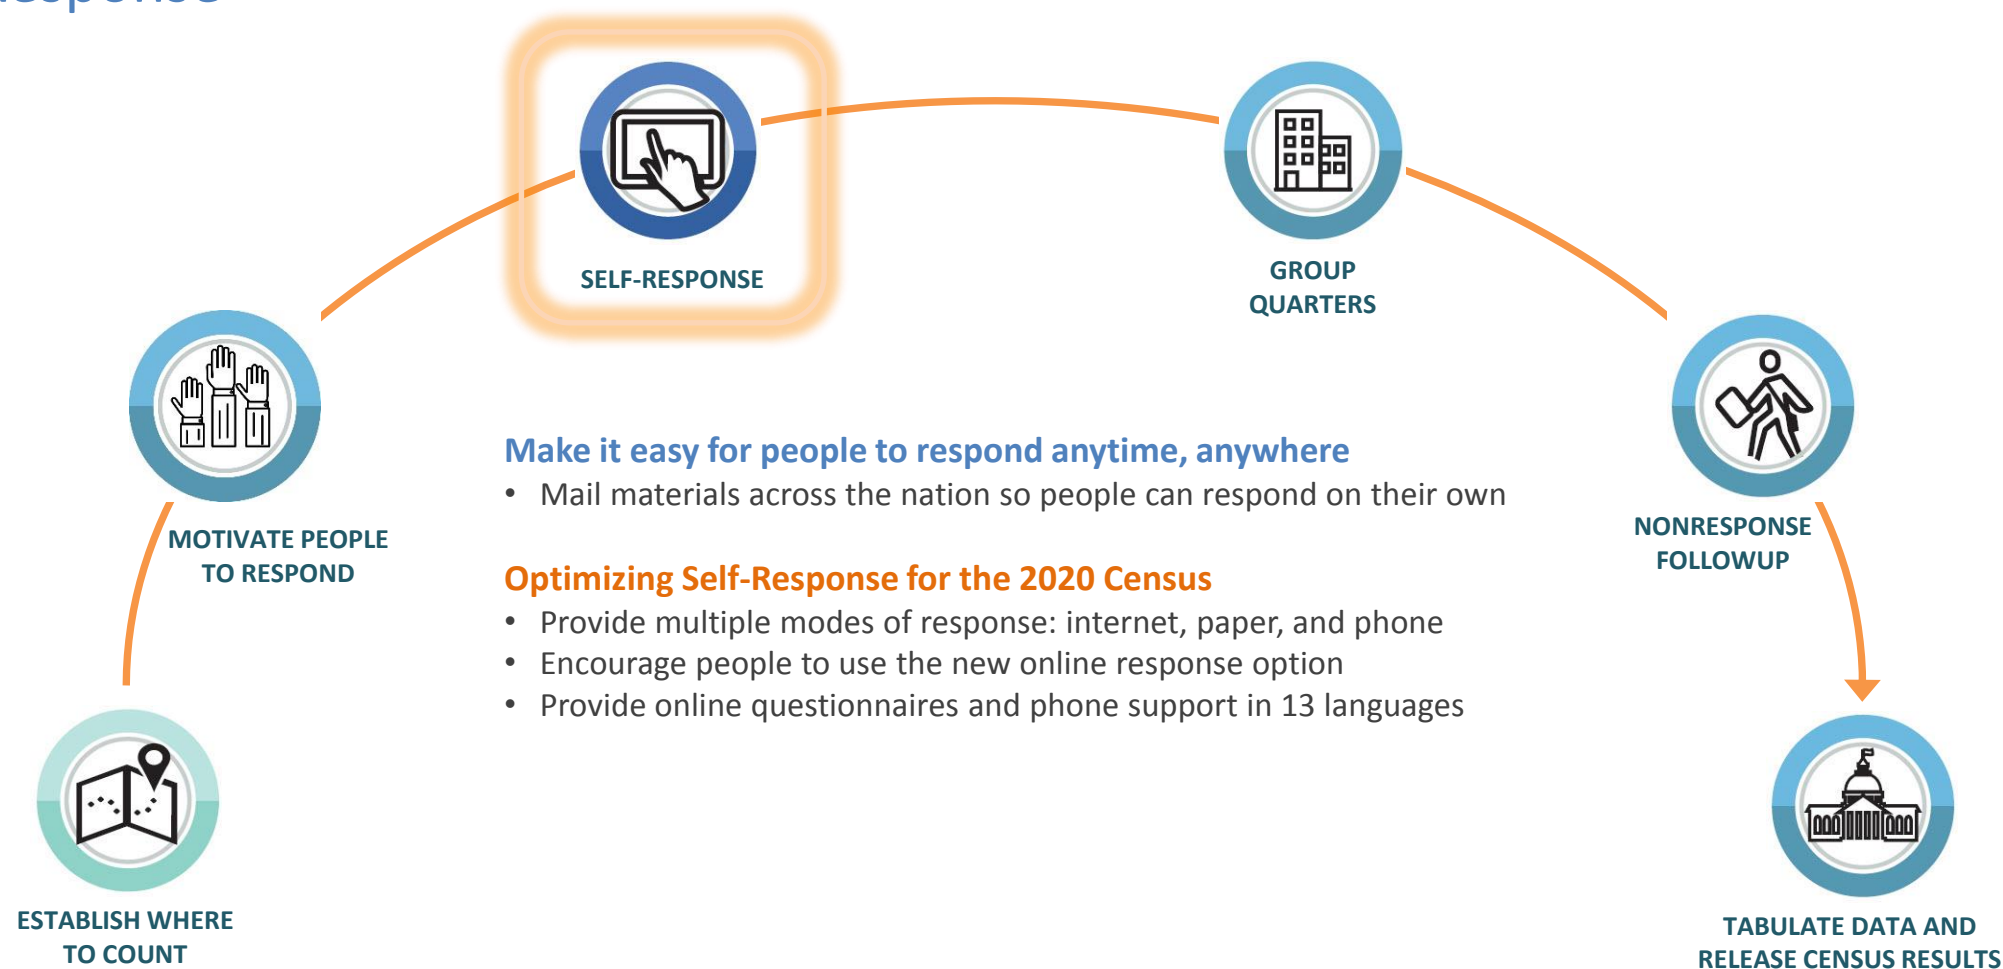 SELF-RESPONSE
GROUP
QUARTERS
MOTIVATE PEOPLE
TO RESPOND
Make it easy for people to respond anytime, anywhere
• Mail materials across the nation so people can respond on their own
Optimizing Self-Response for the 2020 Census
• Provide multiple modes of response: internet, paper, and phone
• Encourage people to use the new online response option
• Provide online questionnaires and phone support in 13 languages
NONRESPONSE
FOLLOWUP
ESTABLISH WHERE
TO COUNT
TABULATE DATA AND
RELEASE CENSUS RESULTS